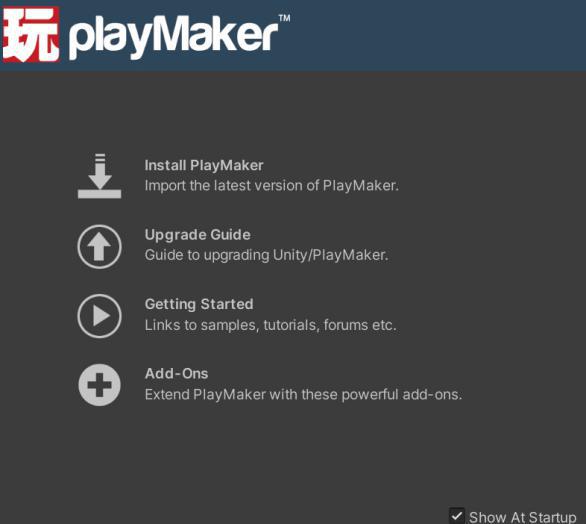 玩 playMaker™
Install PlayMaker
Import the latest version of PlayMaker.
Upgrade Guide
Guide to upgrading Unity/PlayMaker.
Getting Started
Links to samples, tutorials, forums etc.
Add-Ons
Extend PlayMaker with these powerful add-ons.
Show At Startup